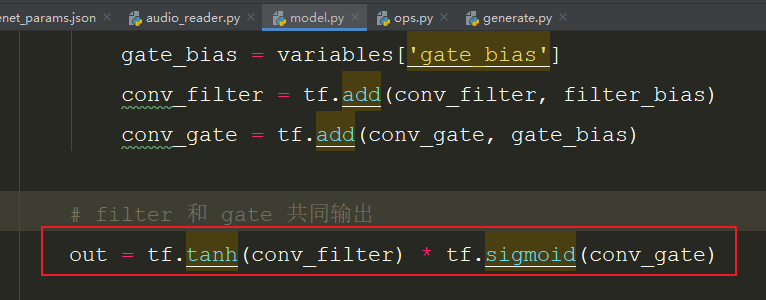 enet_params.json audio_reader.py model.py ops.py generate.py
gate_bias = variables['gate_bias']
conv_filter = tf.add(conv_filter, filter_bias)
conv_gate = tf.add(conv_gate, gate_bias)
# filter 和 gate 共同输出
out = tf.tanh(conv_filter) * tf.sigmoid(conv_gate)